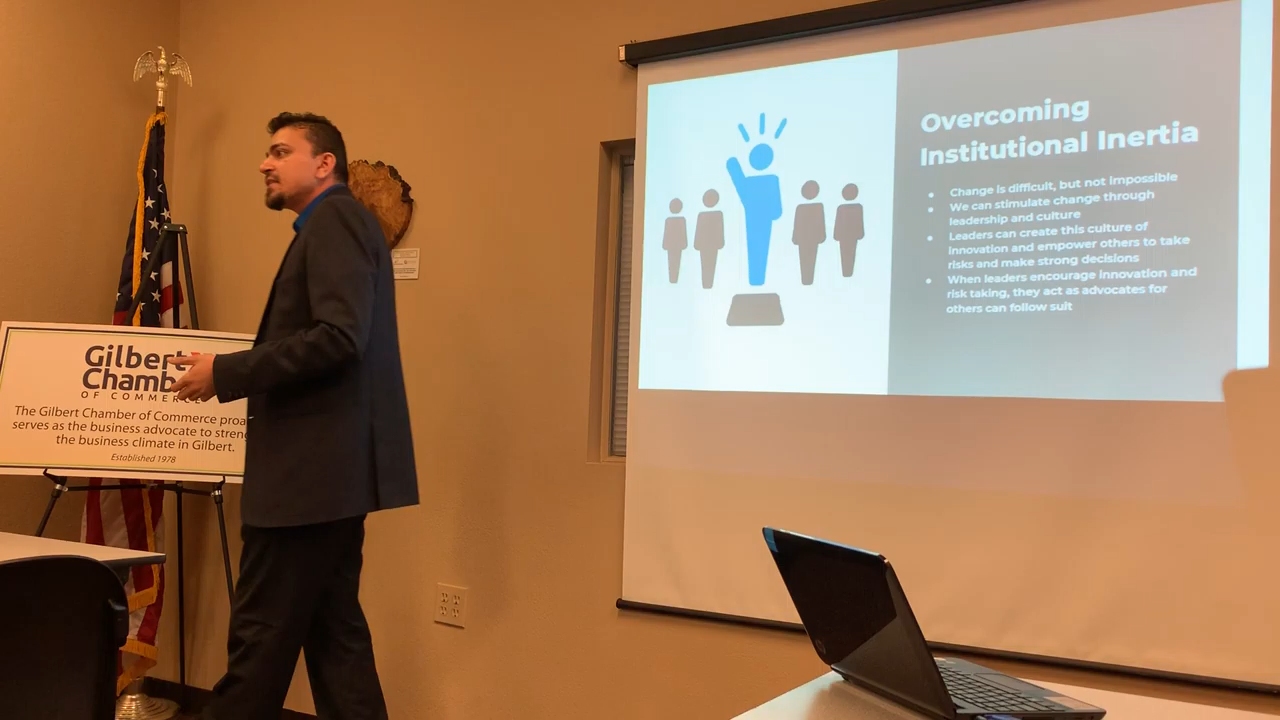 Gilbert
Chamb
OF COMMERCE
The Gilbert Chamber of Commerce proa
serves as the business advocate to stren
the business climate in Gilbert.
Established 1978
Overcoming
Institutional Inertia
• Change is difficult, but not impossible
• We can stimulate change through
leadership and culture
• Leaders can create this culture of
innovation and empower others to take
risks and make strong decisions
• When leaders encourage innovation and
risk taking, they act as advocates for
others can follow suit